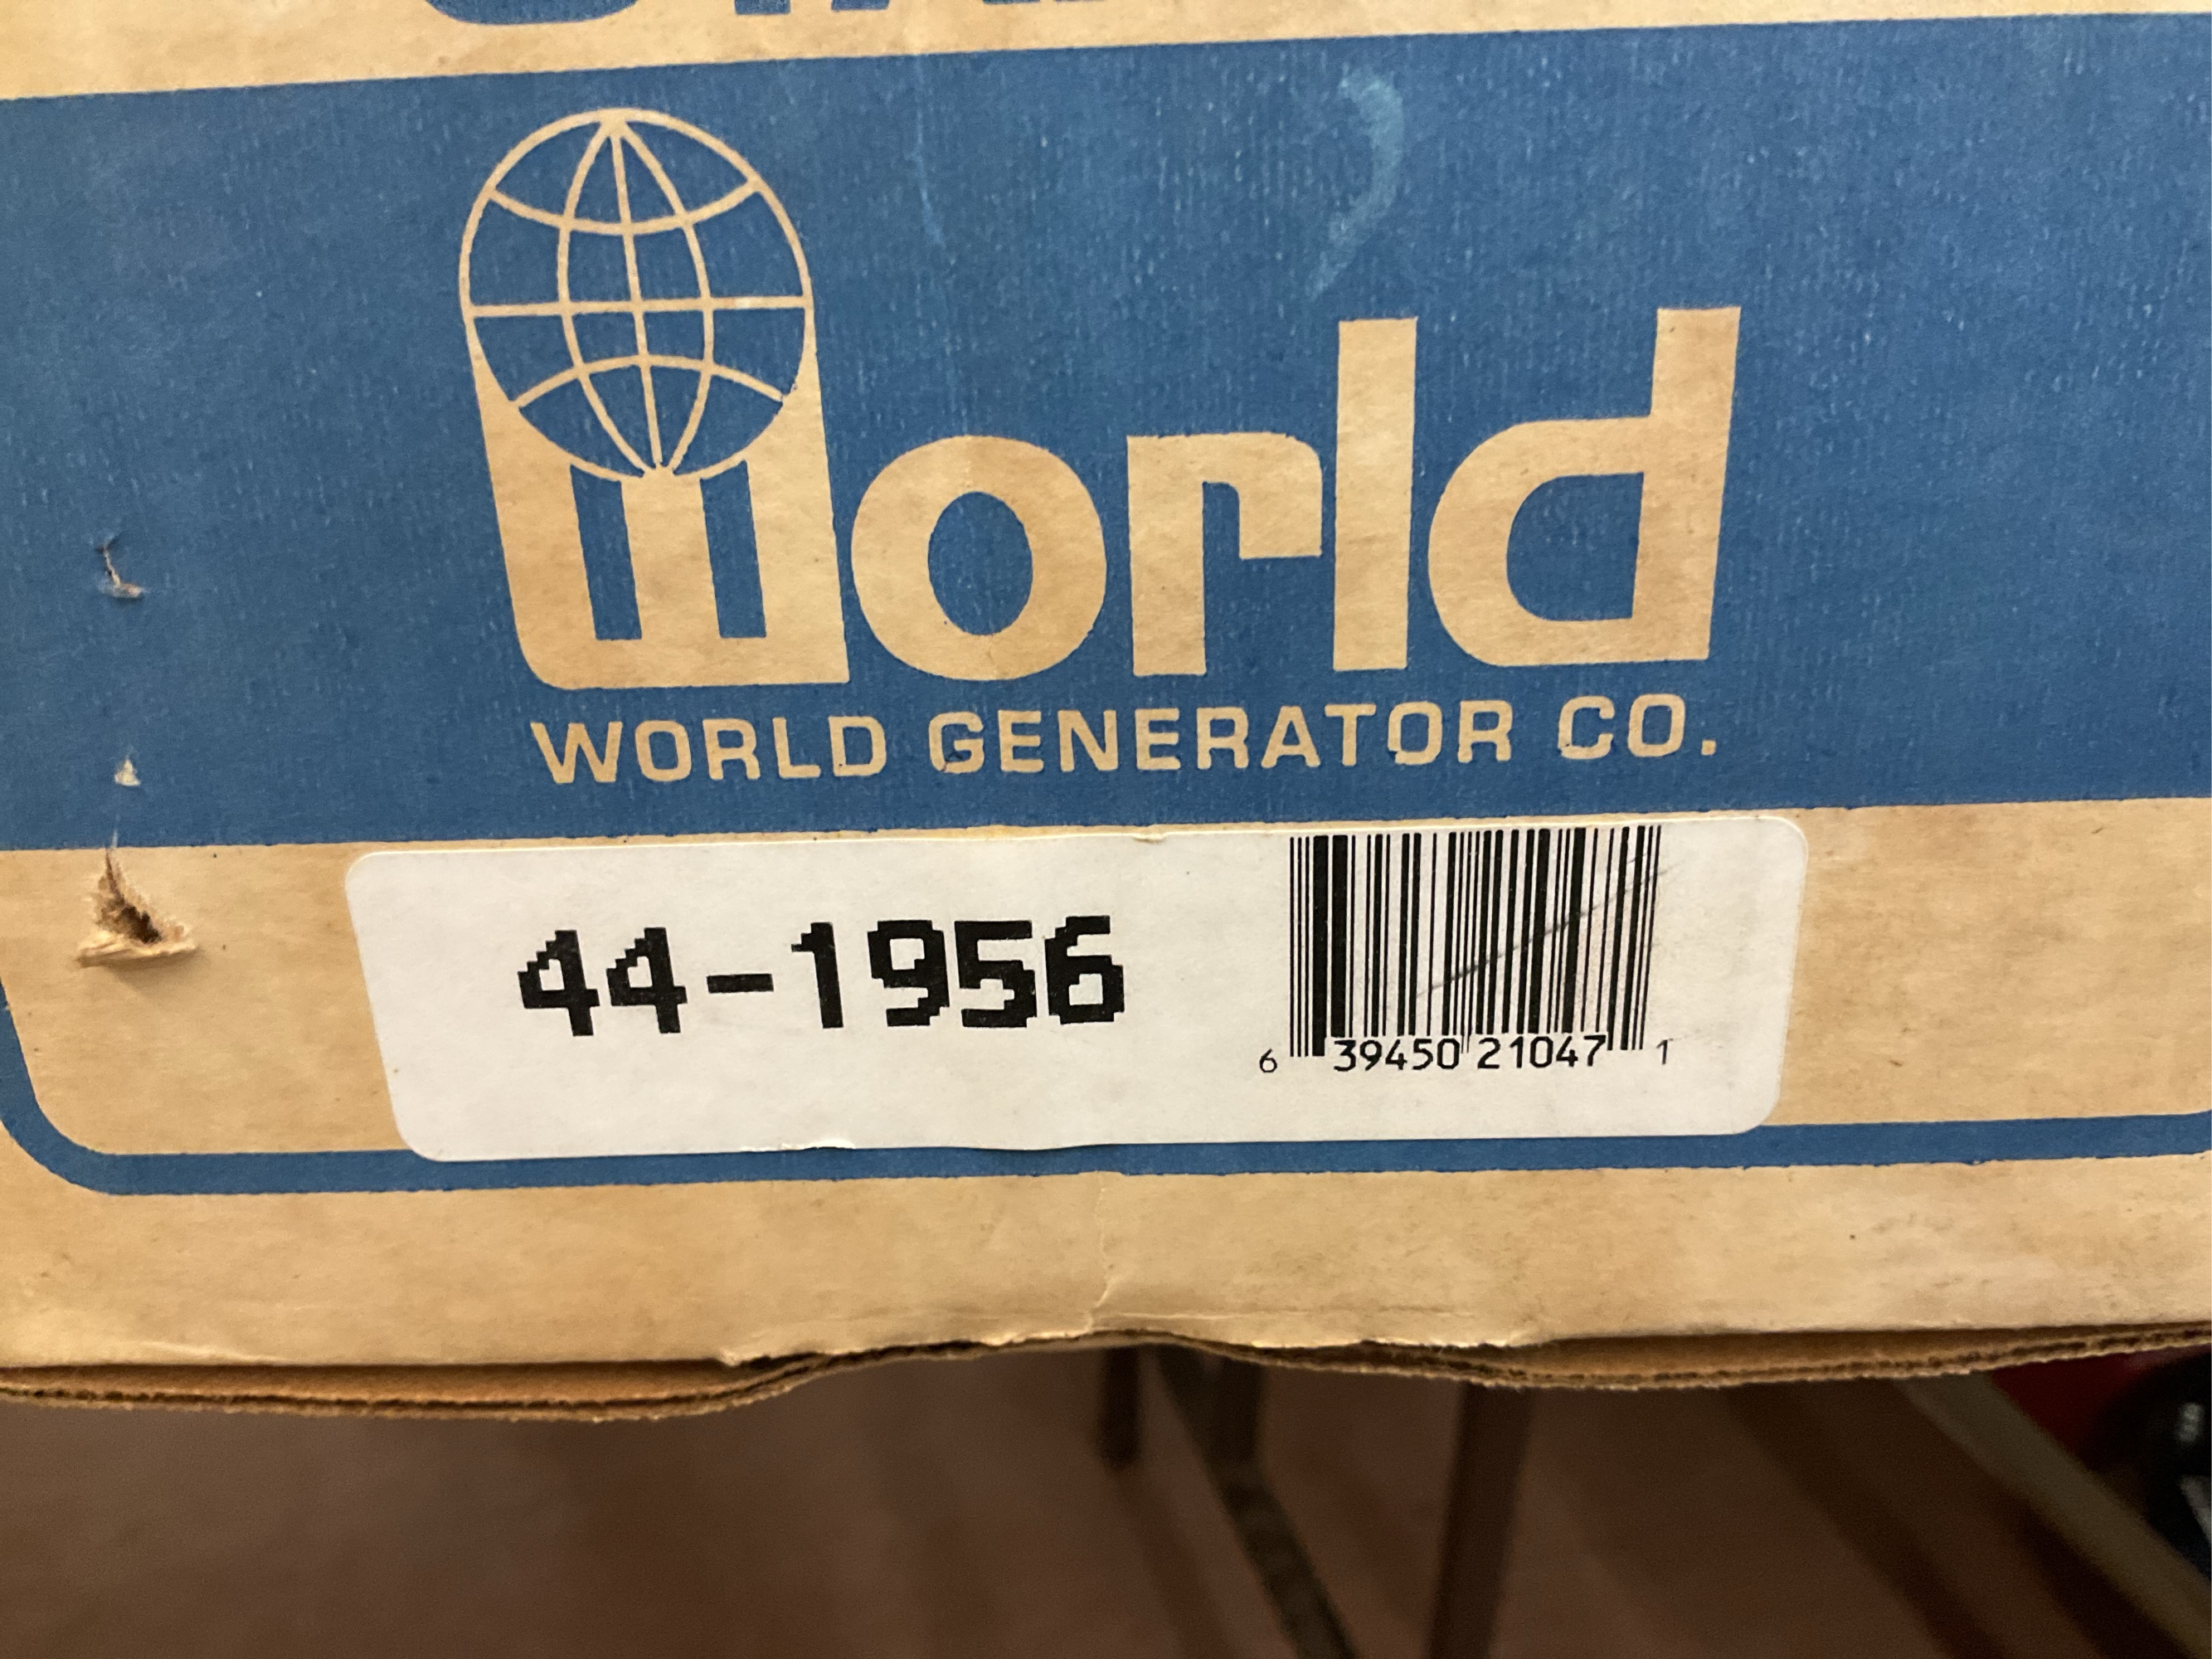 World
WORLD GENERATOR CO.
44-1956
6 39450 21047 1